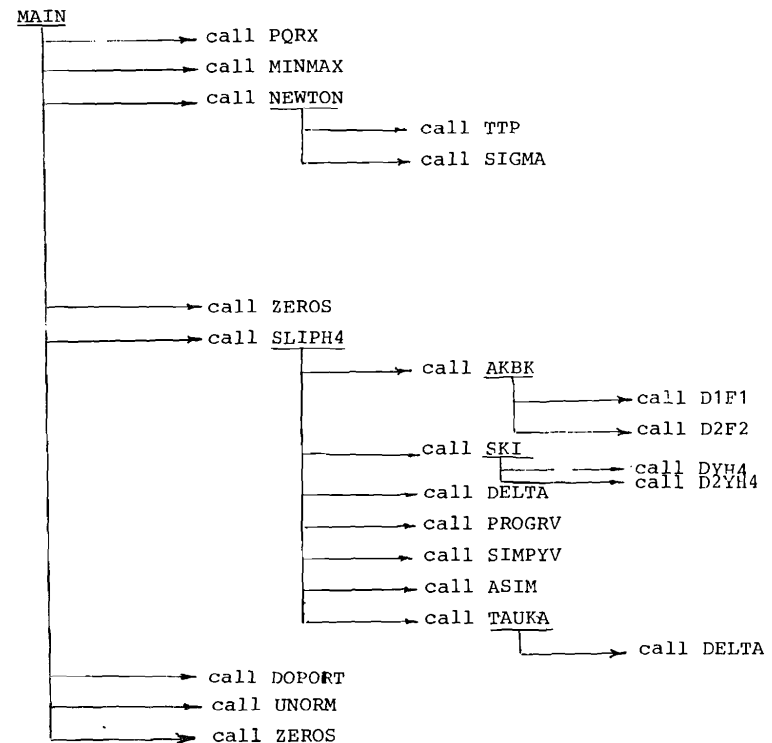 MAIN
call PQRX
call MINMAX
call NEWTON
call TTP
call SIGMA
call ZEROS
call SLIPH4
call AKBK
call D1F1
call D2F2
call SKI
call DYH4
call D2YH4
call DELTA
call PROGRV
call SIMPYV
call ASIM
call TAUKA
call DELTA
call DOPORT
call UNORM
call ZEROS